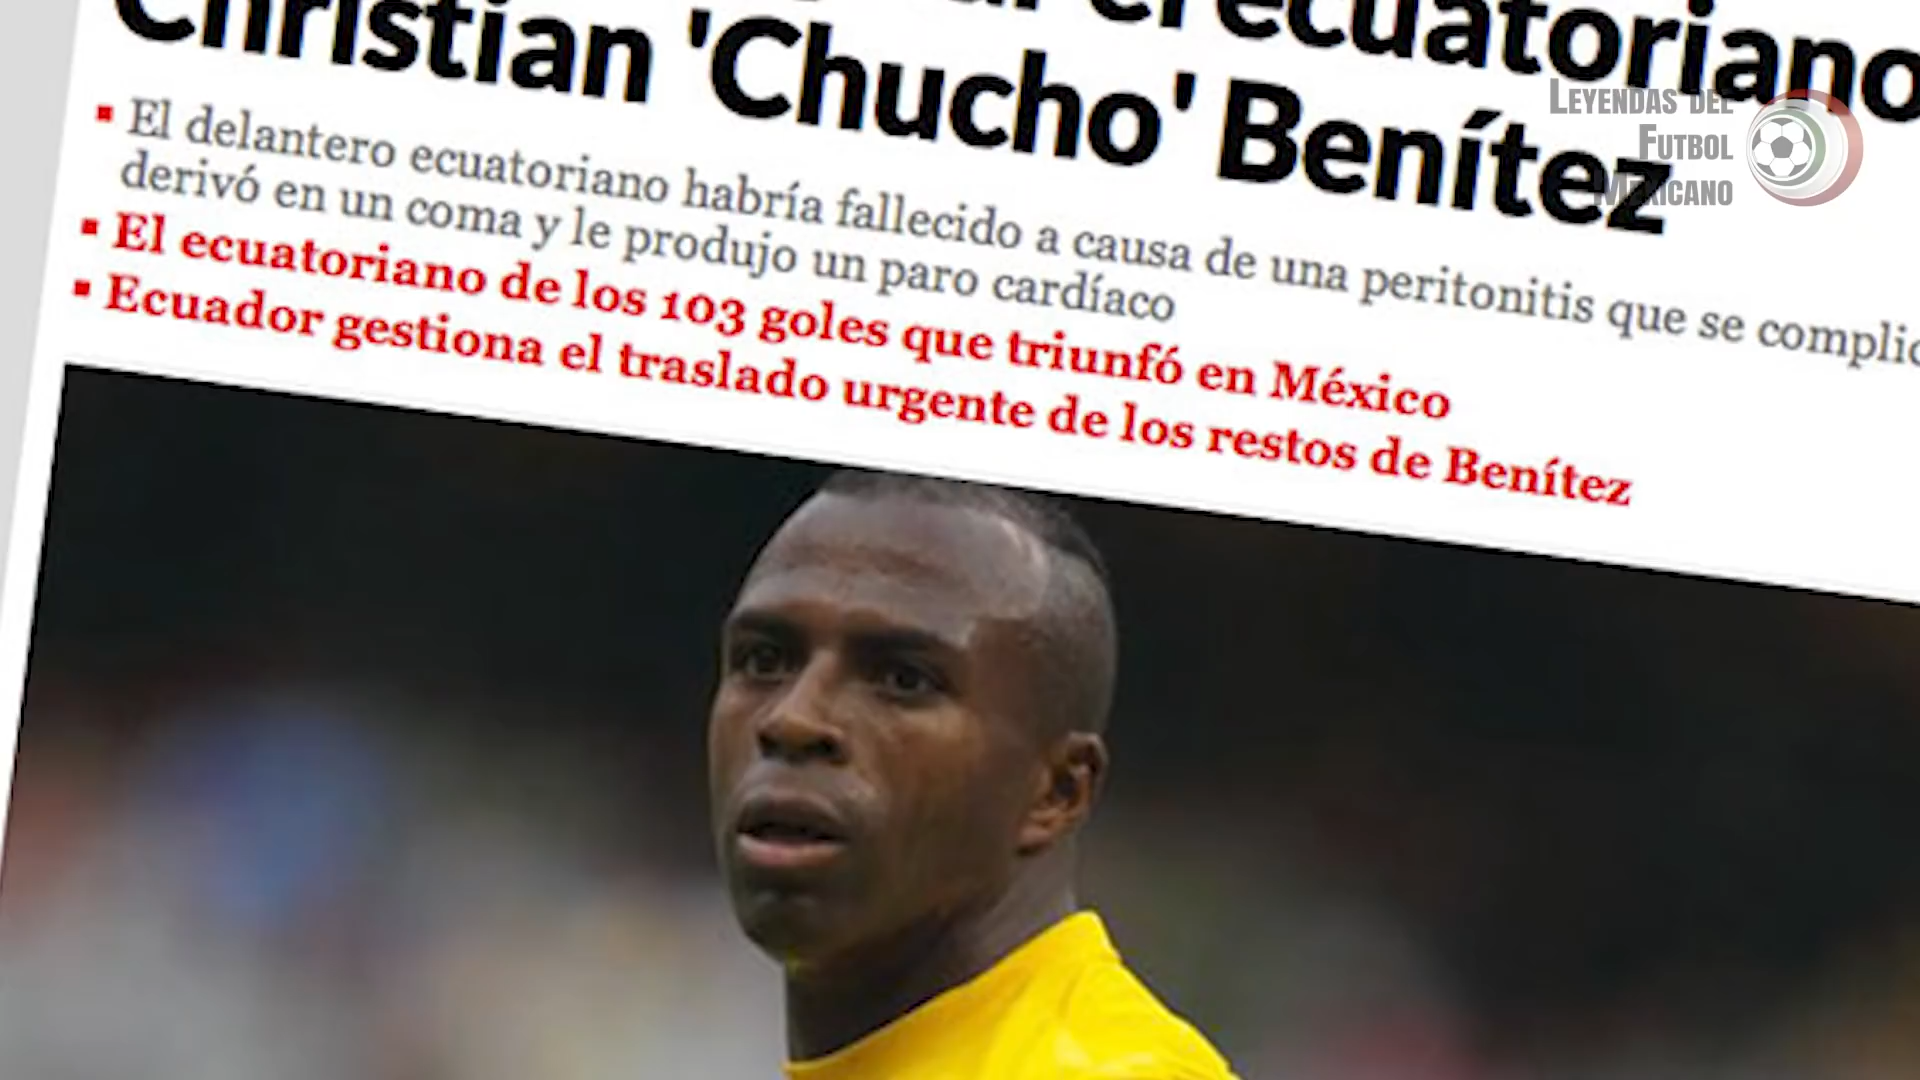 el ecuatoriano
Christian 'Chucho' Benítez
El delantero ecuatoriano habría fallecido a causa de una peritonitis que se complic
derivó en un coma y le produjo un paro cardíaco
El ecuatoriano de los 103 goles que triunfó en México
Ecuador gestiona el traslado urgente de los restos de Benítez
LEYENDAS DEL
FUTBOL
MEXICANO